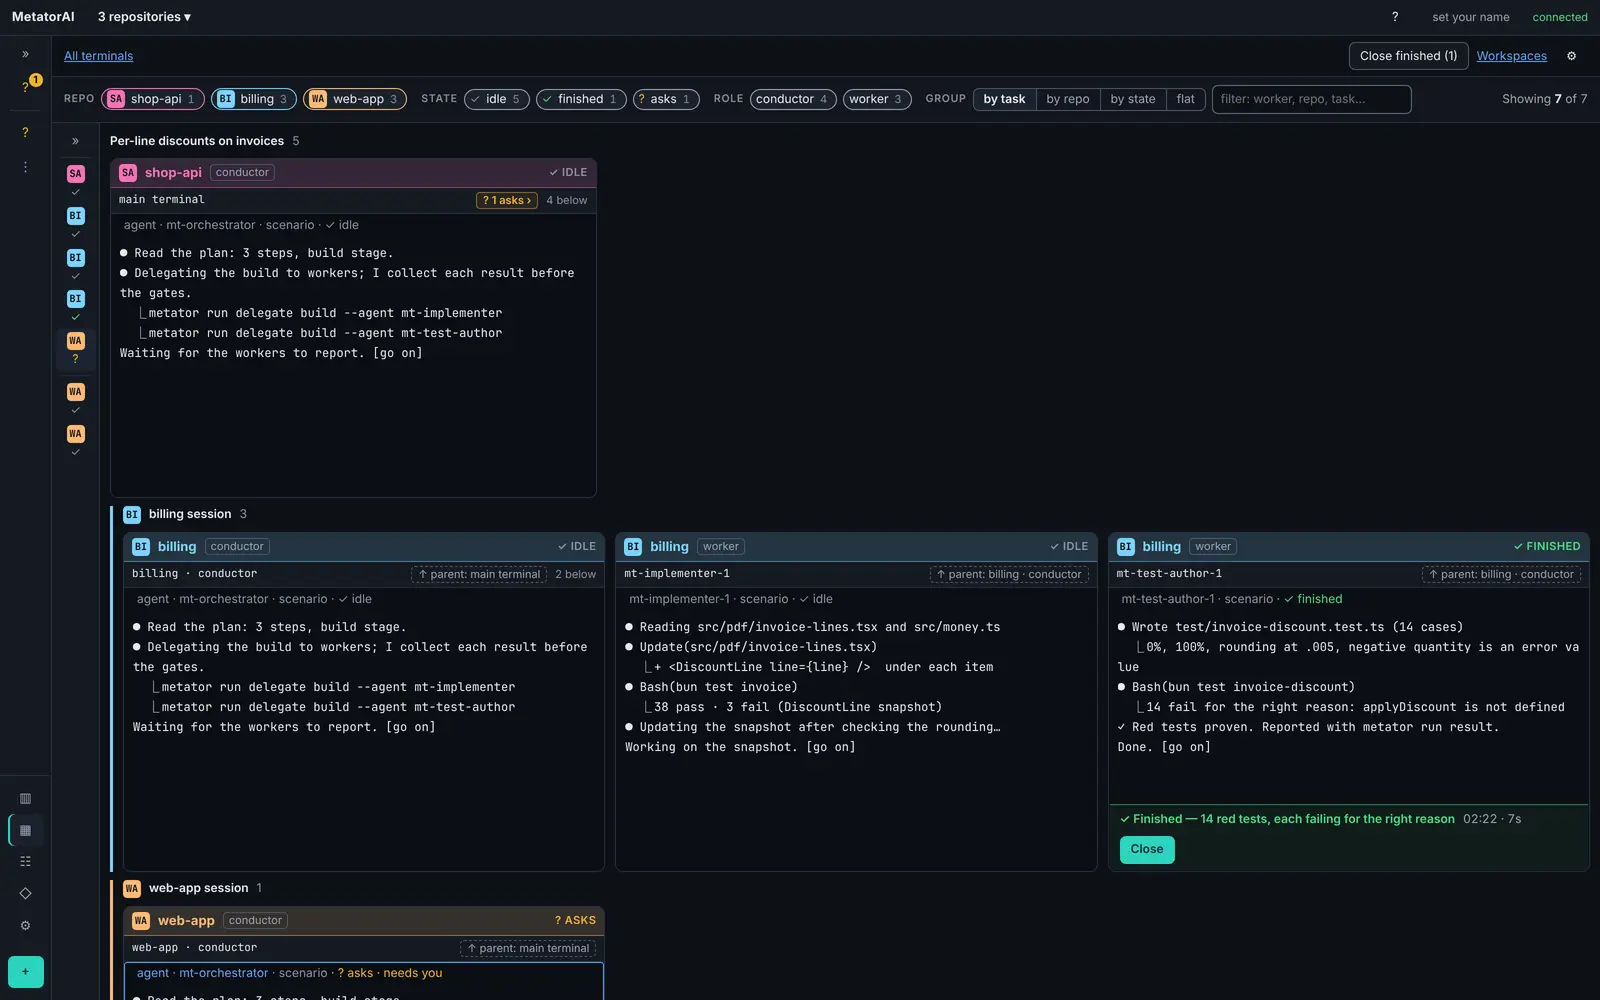 MetatorAI 3 repositories ▾ ? set your name connected
» All terminals Close finished (1) Workspaces ⚙
? 1
REPO SA shop-api 1 BI billing 3 WA web-app 3 STATE ✓ idle 5 ✓ finished 1 ? asks 1 ROLE conductor 4 worker 3 GROUP by task by repo by state flat filter: worker, repo, task... Showing 7 of 7
?
»
SA ✓
BI ✓
BI ✓
BI ✓
WA ?
WA ✓
WA ✓
+
Per-line discounts on invoices 5
SA shop-api conductor ✓ IDLE
main terminal ? 1 asks › 4 below
agent · mt-orchestrator · scenario · ✓ idle
● Read the plan: 3 steps, build stage.
● Delegating the build to workers; I collect each result before
the gates.
⎿metator run delegate build --agent mt-implementer
⎿metator run delegate build --agent mt-test-author
Waiting for the workers to report. [go on]
BI billing session 3
BI billing conductor ✓ IDLE
billing · conductor ↑ parent: main terminal 2 below
agent · mt-orchestrator · scenario · ✓ idle
● Read the plan: 3 steps, build stage.
● Delegating the build to workers; I collect each result before
the gates.
⎿metator run delegate build --agent mt-implementer
⎿metator run delegate build --agent mt-test-author
Waiting for the workers to report. [go on]
BI billing worker ✓ IDLE
mt-implementer-1 ↑ parent: billing · conductor
mt-implementer-1 · scenario · ✓ idle
● Reading src/pdf/invoice-lines.tsx and src/money.ts
● Update(src/pdf/invoice-lines.tsx)
⎿+ <DiscountLine line={line} /> under each item
● Bash(bun test invoice)
⎿38 pass · 3 fail (DiscountLine snapshot)
● Updating the snapshot after checking the rounding…
Working on the snapshot. [go on]
BI billing worker ✓ FINISHED
mt-test-author-1 ↑ parent: billing · conductor
mt-test-author-1 · scenario · ✓ finished
● Wrote test/invoice-discount.test.ts (14 cases)
⎿0%, 100%, rounding at .005, negative quantity is an error va
lue
● Bash(bun test invoice-discount)
⎿14 fail for the right reason: applyDiscount is not defined
✓ Red tests proven. Reported with metator run result.
Done. [go on]
✓ Finished — 14 red tests, each failing for the right reason 02:22 · 7s
Close
WA web-app session 1
WA web-app conductor ? ASKS
web-app · conductor ↑ parent: main terminal
agent · mt-orchestrator · scenario · ? asks · needs you
● Read the plan: 3 steps, build stage.